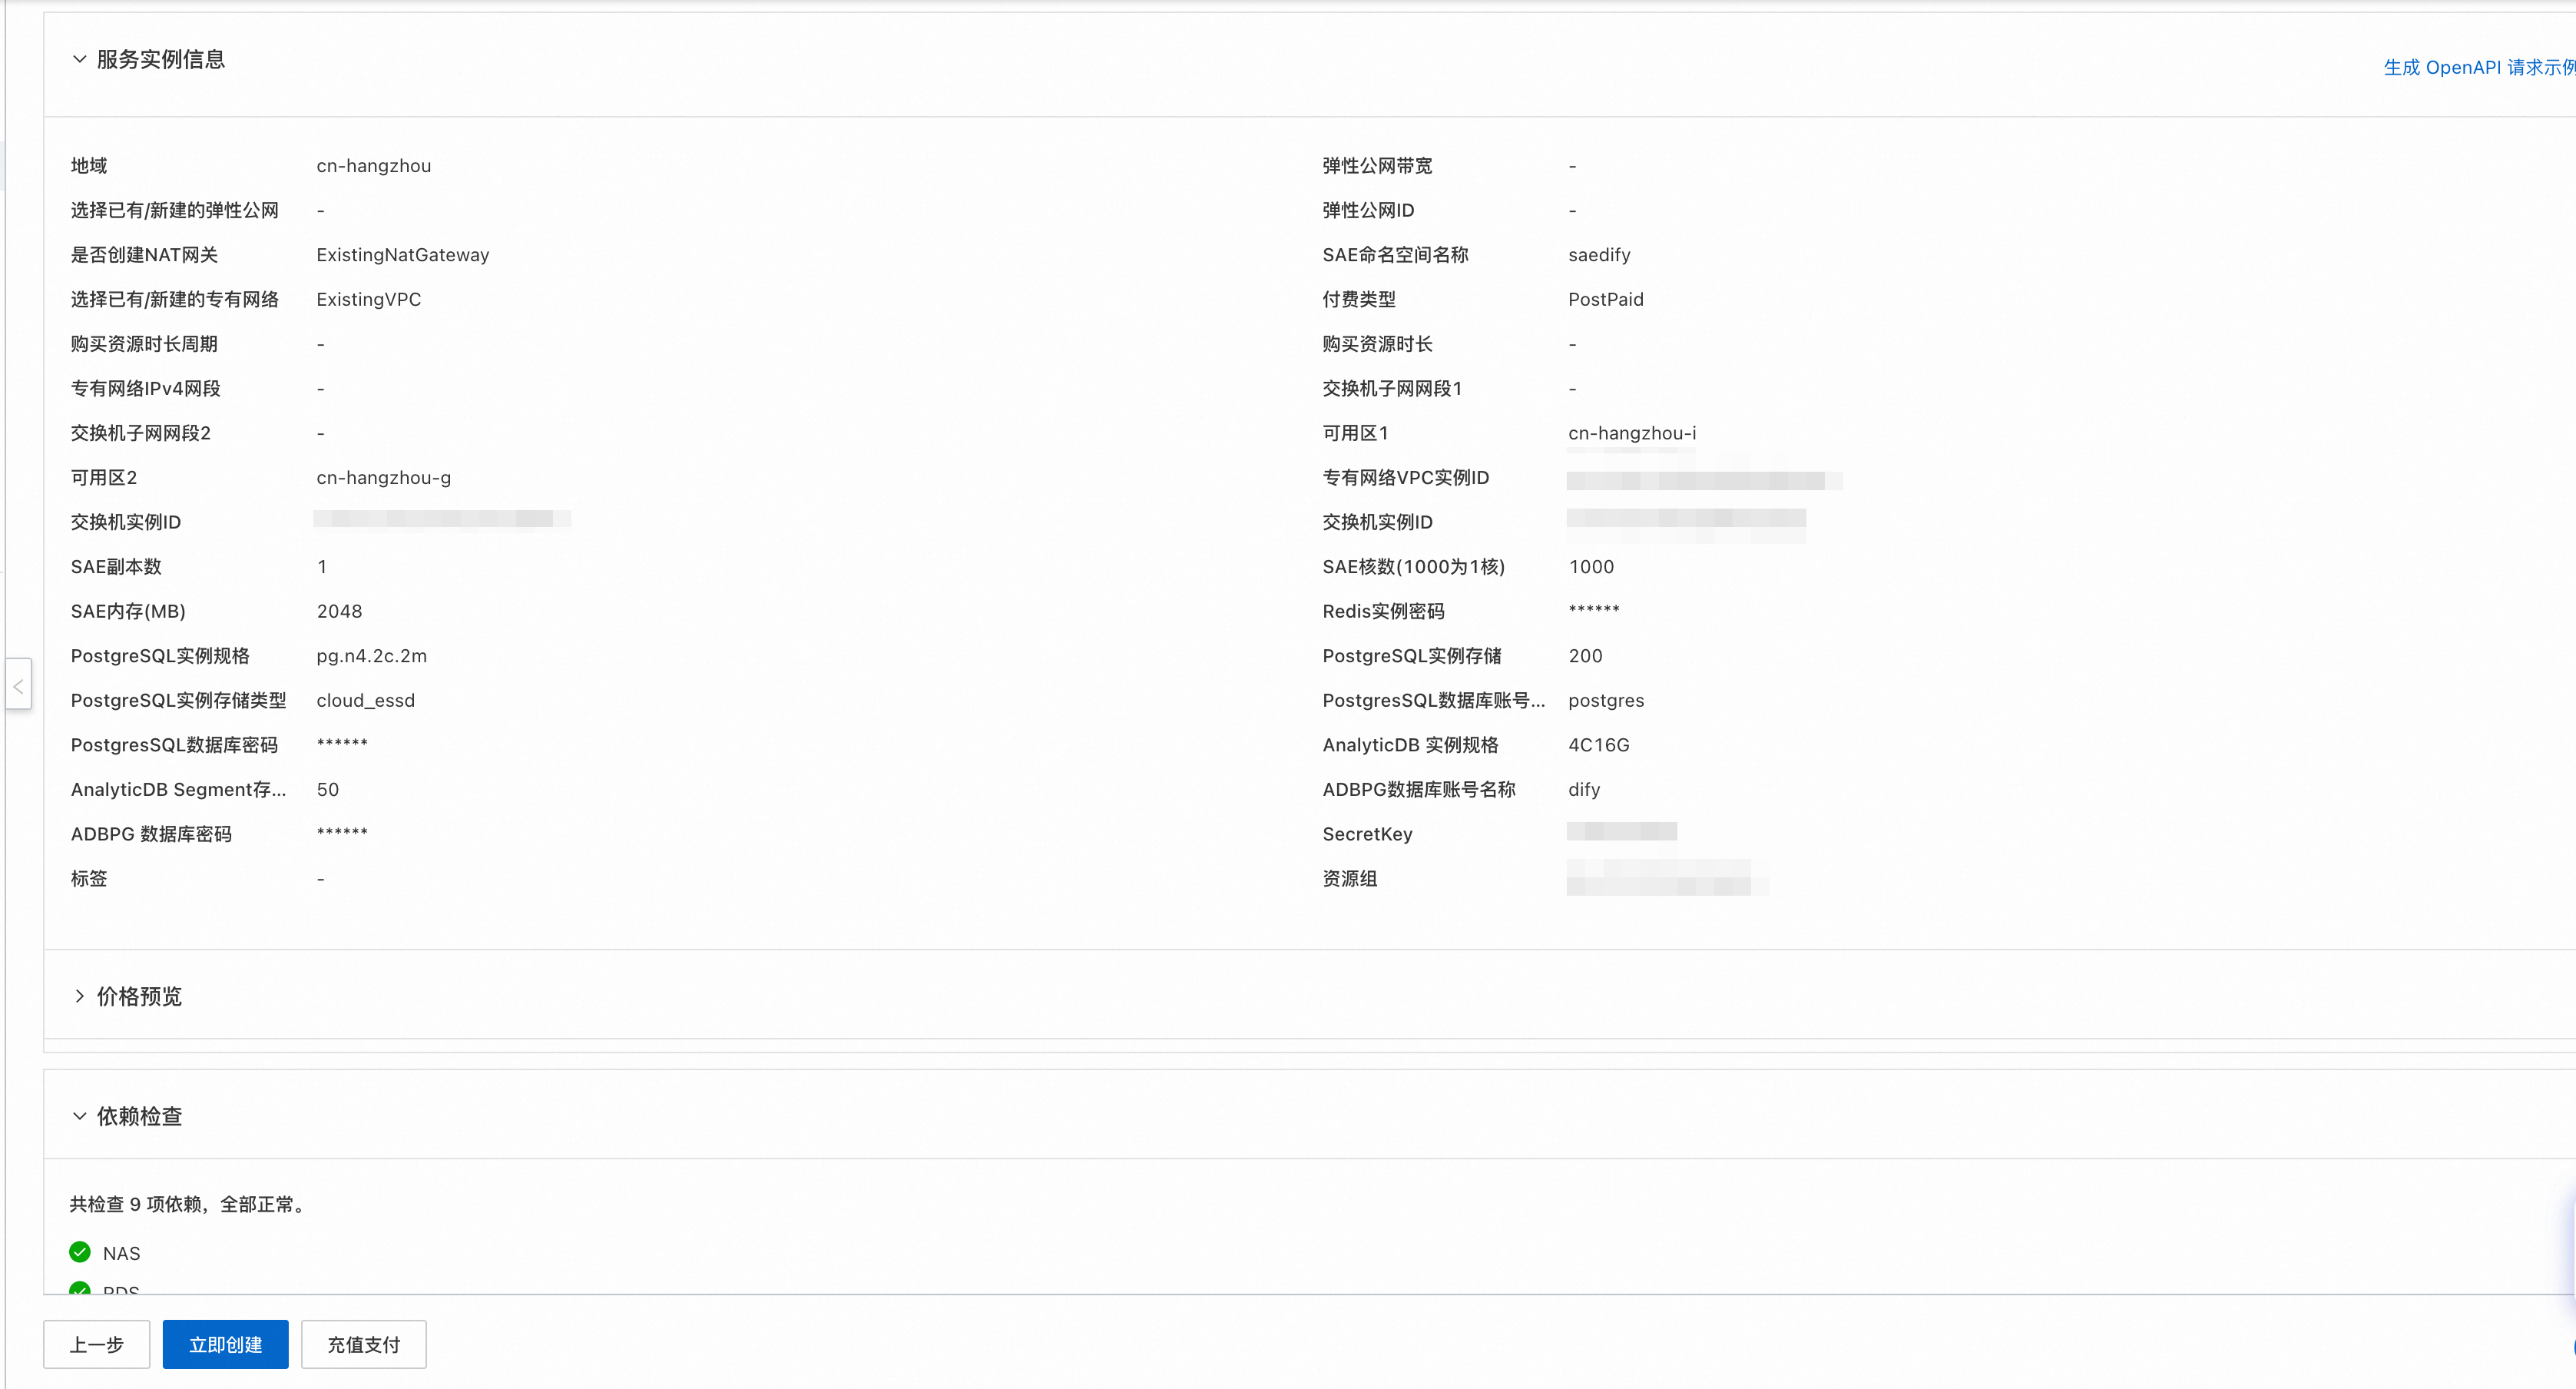 服务实例信息
生成 OpenAPI 请求示例
地域 cn-hangzhou 弹性公网带宽 -
选择已有/新建的弹性公网 - 弹性公网ID -
是否创建NAT网关 ExistingNatGateway SAE命名空间名称 saedify
选择已有/新建的专有网络 ExistingVPC 付费类型 PostPaid
购买资源时长周期 - 购买资源时长 -
专有网络IPv4网段 - 交换机子网网段1 -
交换机子网网段2 - 可用区1 cn-hangzhou-i
可用区2 cn-hangzhou-g 专有网络VPC实例ID
交换机实例ID 交换机实例ID
SAE副本数 1 SAE核数(1000为1核) 1000
SAE内存(MB) 2048 Redis实例密码 ******
PostgreSQL实例规格 pg.n4.2c.2m PostgreSQL实例存储 200
PostgreSQL实例存储类型 cloud_essd PostgresSQL数据库账号... postgres
PostgresSQL数据库密码 ****** AnalyticDB 实例规格 4C16G
AnalyticDB Segment存... 50 ADBPG数据库账号名称 dify
ADBPG 数据库密码 ****** SecretKey
标签 - 资源组
价格预览
依赖检查
共检查 9 项依赖，全部正常。
NAS
RDS
上一步 立即创建 充值支付